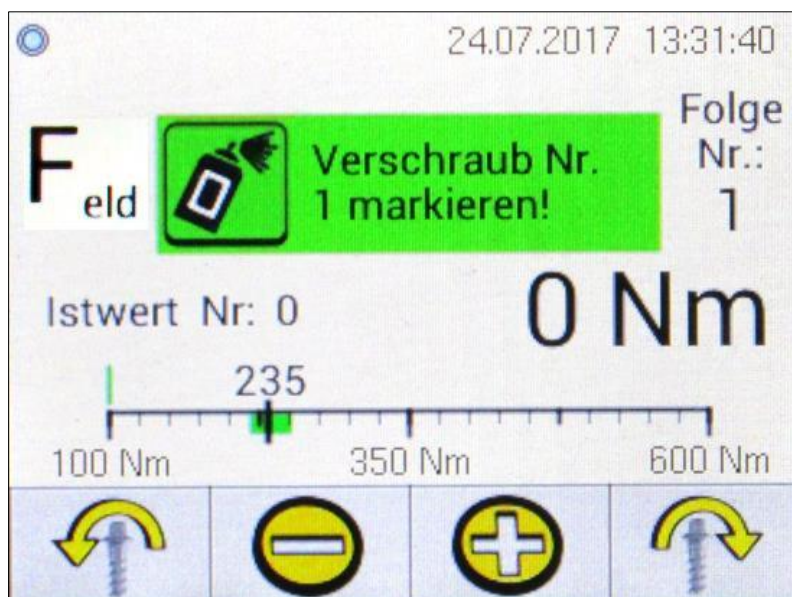 24.07.2017 13:31:40
Feld
Verschraub Nr.
1 markieren!
Folge
Nr.:
1
Istwert Nr: 0
0 Nm
235
100 Nm
350 Nm
600 Nm